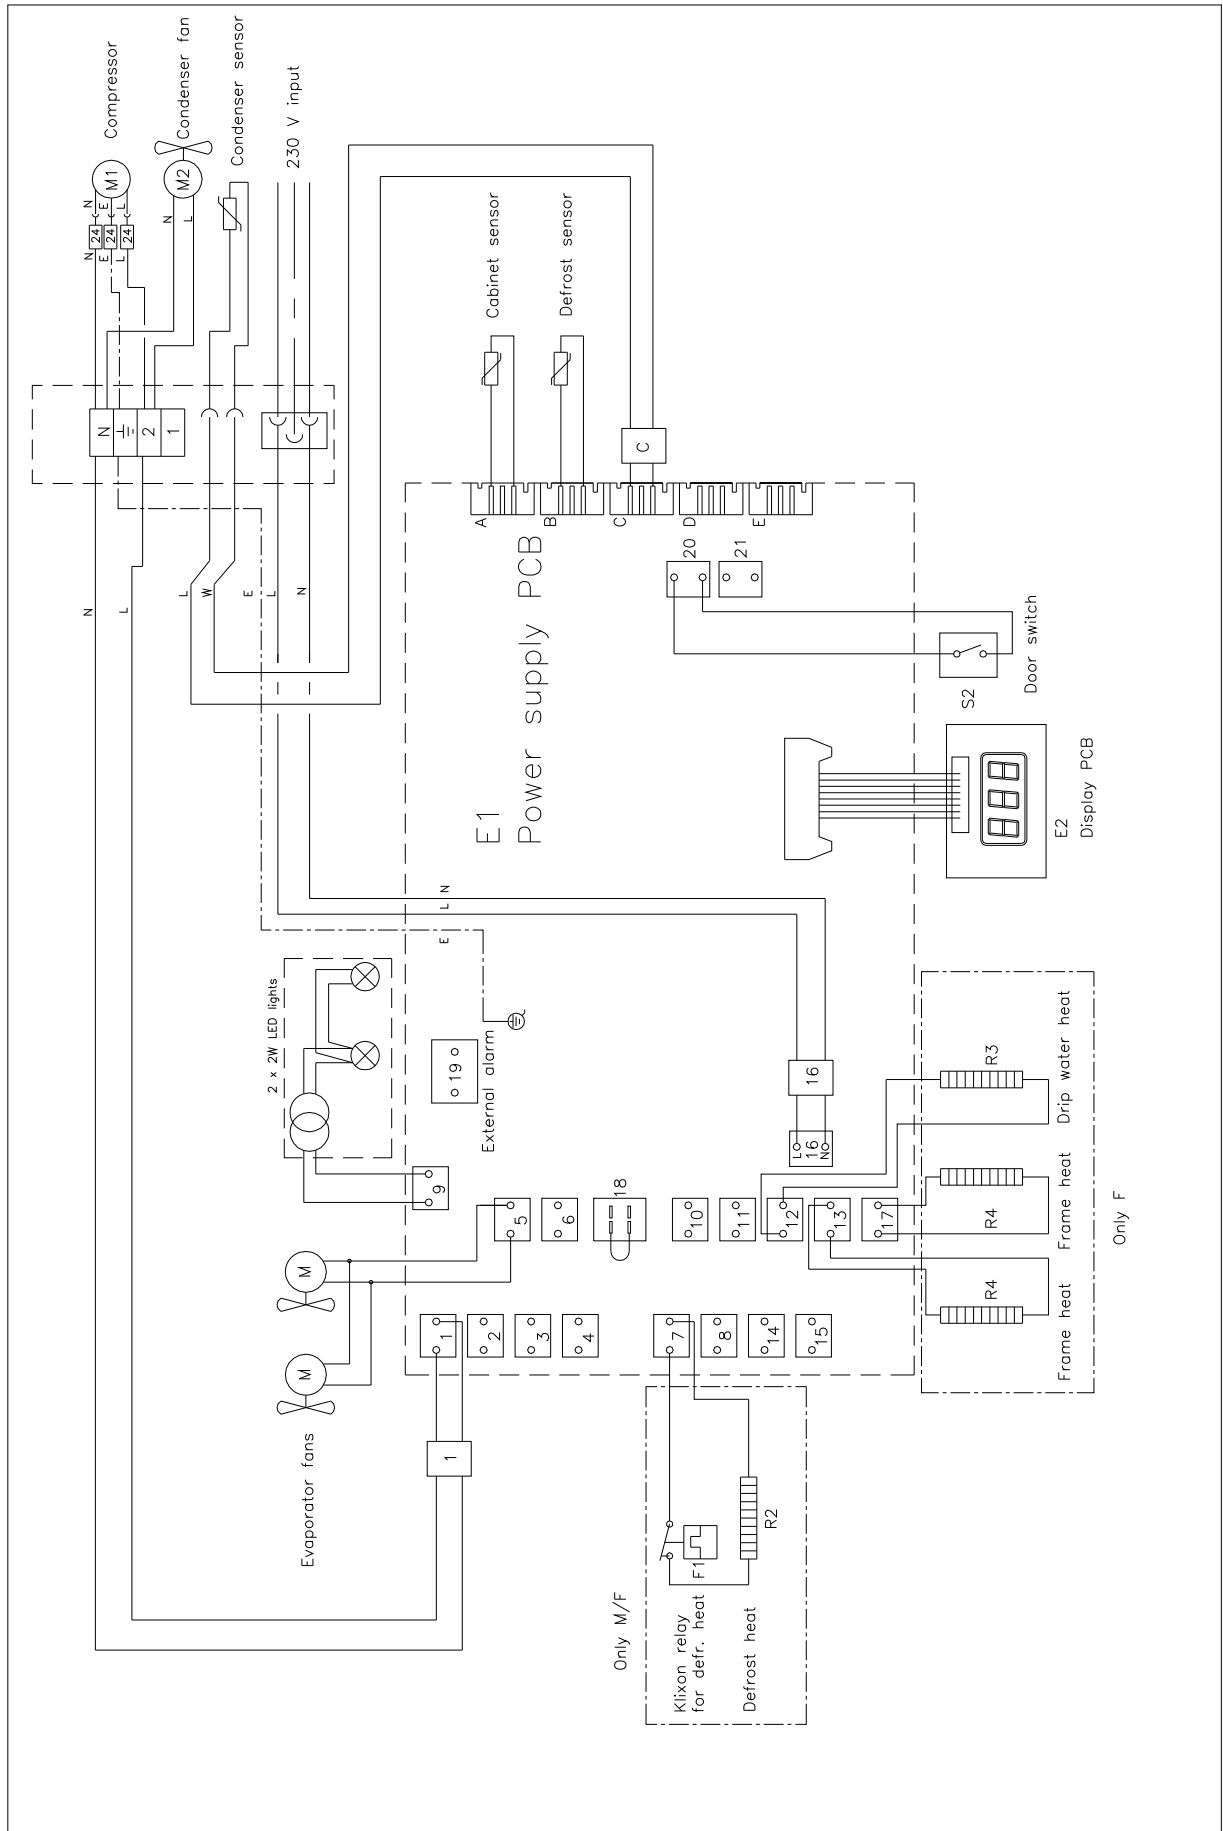 Compressor
Condenser fan
Condenser sensor
230 V input
M1
M2
N
E
L
24
24
24
N
E
L
N
L
N
2
1
N
L
L
W
E
L
N
Cabinet sensor
Defrost sensor
C
A
B
C
D
E
20
21
E1
Power supply PCB
S2
Door switch
E2
Display PCB
E L N
2 x 2W LED lights
19
External alarm
16
L
16
N
9
5
6
18
10
11
12
13
17
1
2
3
4
7
8
14
15
M
M
Evaporator fans
1
R3
Drip water heat
R4
Frame heat
R4
Frame heat
Only F
Only M/F
F1
Klixon relay
for defr. heat
R2
Defrost heat